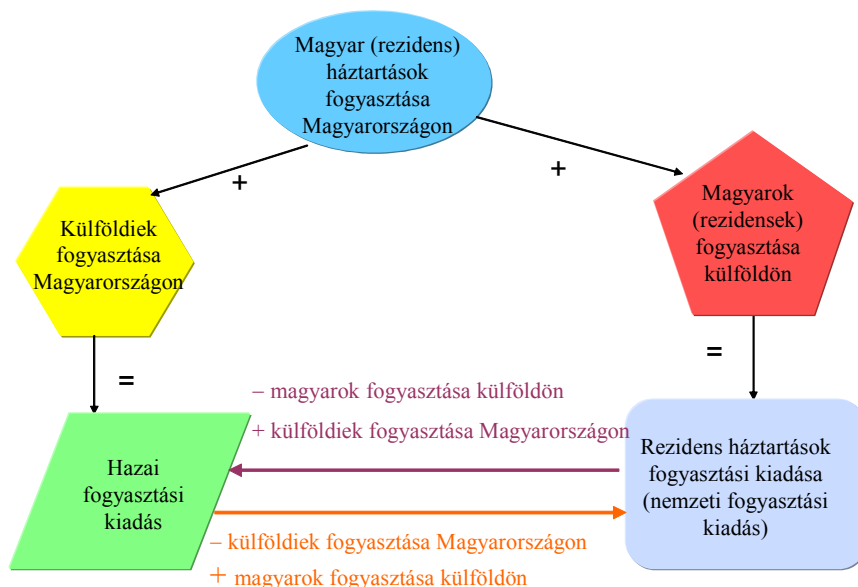 Magyar (rezidens)
háztartások
fogyasztása
Magyarországon
+
+
Külföldiek
fogyasztása
Magyarországon
Magyarok
(rezidensek)
fogyasztása
külföldön
=
=
– magyarok fogyasztása külföldön
+ külföldiek fogyasztása Magyarországon
Hazai
fogyasztási
kiadás
Rezidens háztartások
fogyasztási kiadása
(nemzeti fogyasztási
kiadás)
– külföldiek fogyasztása Magyarországon
+ magyarok fogyasztása külföldön